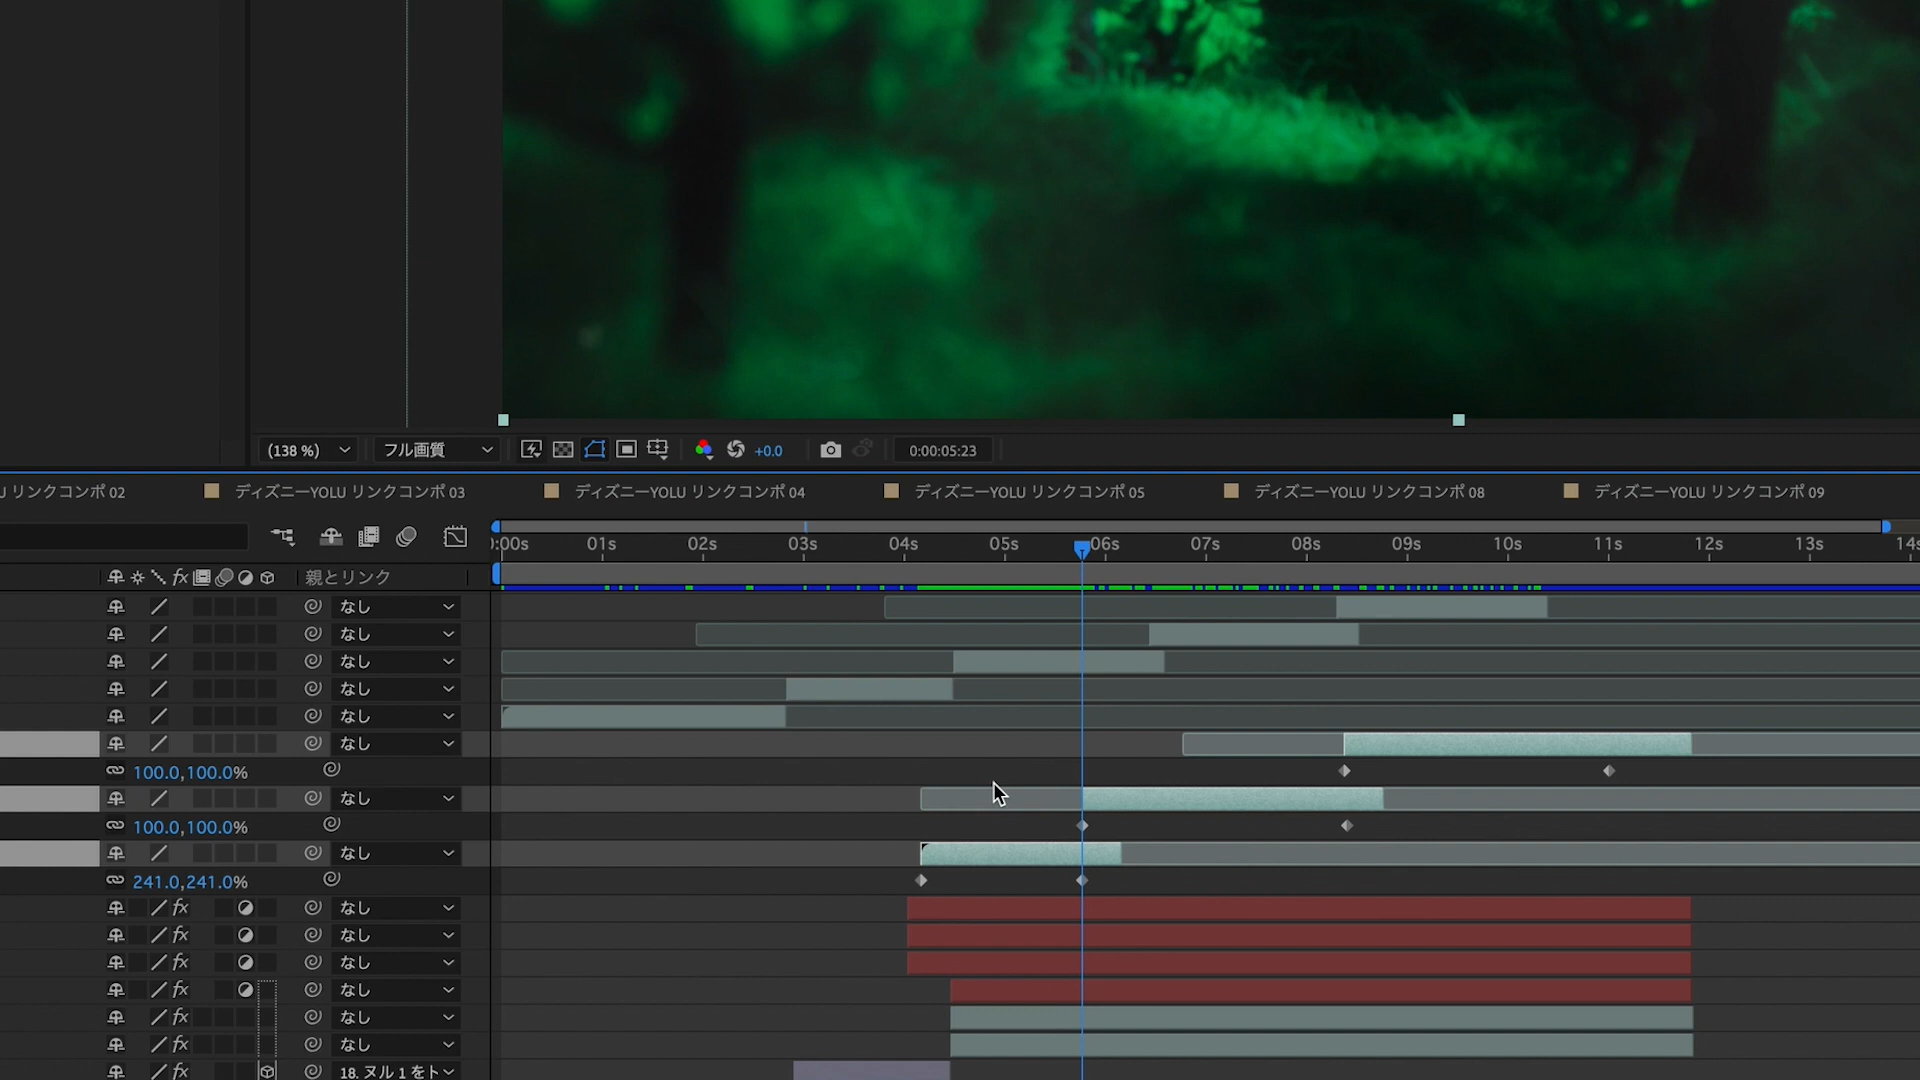 (138 %) フル画質 +0.0 0:00:05:23
リンクコンポ 02 ディズニーYOLU リンクコンポ 03 ディズニーYOLU リンクコンポ 04 ディズニーYOLU リンクコンポ 05 ディズニーYOLU リンクコンポ 08 ディズニーYOLU リンクコンポ 09
:00s 01s 02s 03s 04s 05s 06s 07s 08s 09s 10s 11s 12s 13s 14s
fx 親とリンク
なし
なし
なし
なし
なし
なし
100.0,100.0%
なし
100.0,100.0%
なし
241.0,241.0%
fx なし
fx なし
fx なし
fx なし
fx なし
fx なし
fx 18. ヌル 1 をト